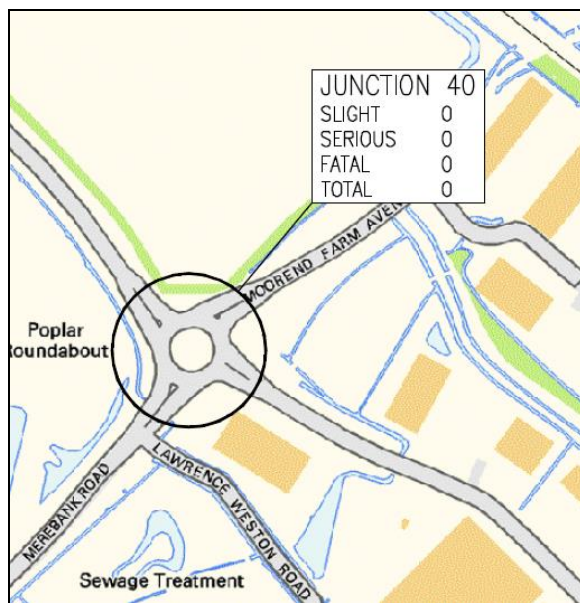 JUNCTION 40
SLIGHT 0
SERIOUS 0
FATAL 0
TOTAL 0
MOOREND FARM AVEN
Poplar
Roundabout
MEREBANK ROAD
LAWRENCE WESTON ROAD
Sewage Treatment